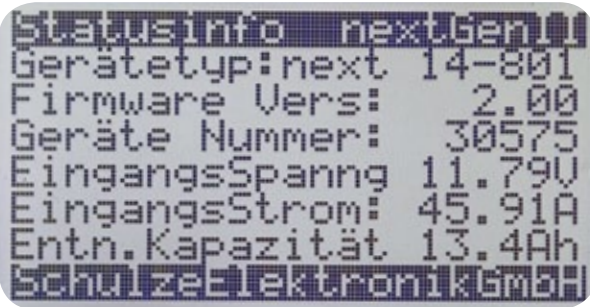 Statusinfo nextGenII
Gerätetyp:next 14-801
Firmware Vers: 2.00
Geräte Nummer: 30575
EingangsSpanng 11.79V
EingangsStrom: 45.91A
Entn.Kapazität 13.4Ah
SchulzeElektronikGmbH